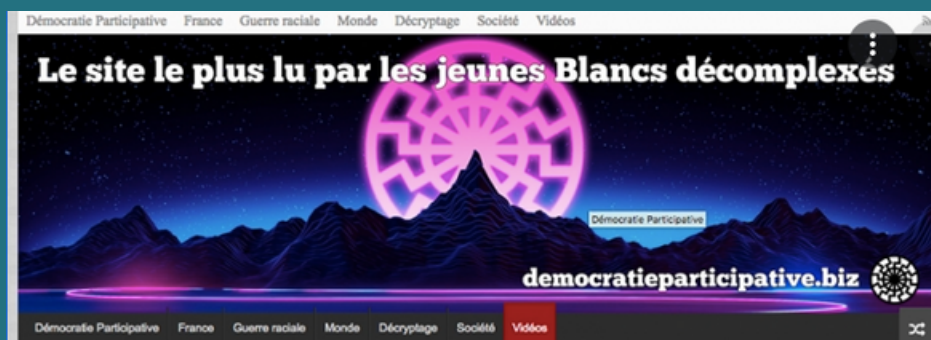 Démocratie Participative France Guerre raciale Monde Décryptage Société Vidéos
Le site le plus lu par les jeunes Blancs décomplexés
Démocratie Participative
democratieparticipative.biz
Démocratie Participative France Guerre raciale Monde Décryptage Société Vidéos